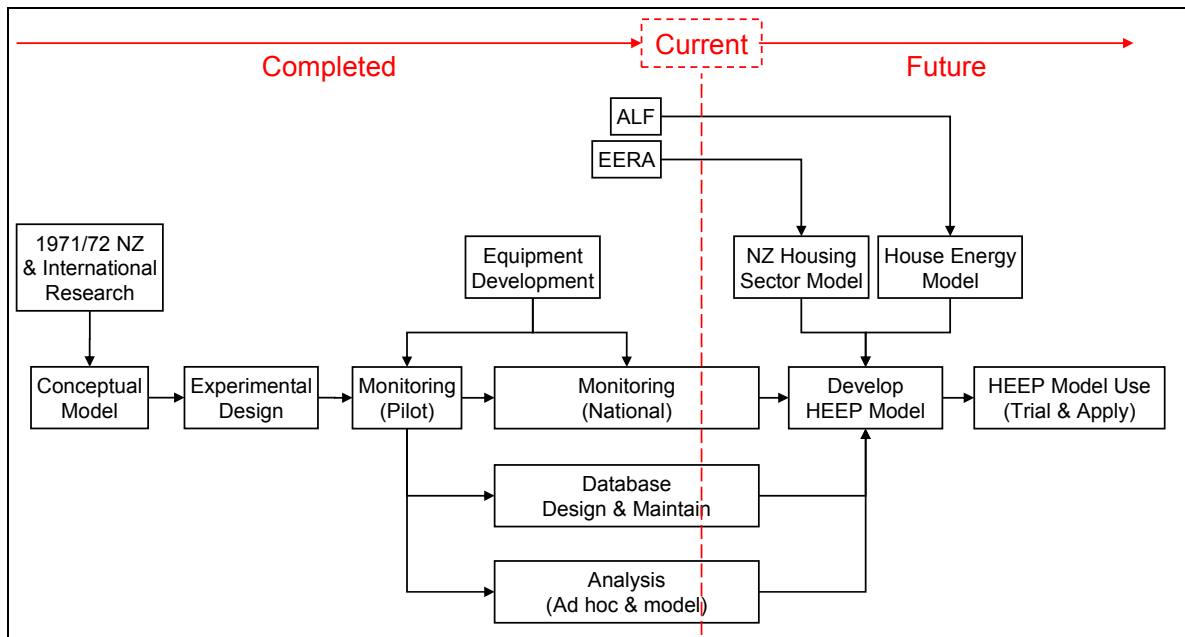 Completed
Current
Future
ALF
EERA
1971/72 NZ
& International
Research
Equipment
Development
NZ Housing
Sector Model
House Energy
Model
Conceptual
Model
Experimental
Design
Monitoring
(Pilot)
Monitoring
(National)
Develop
HEEP Model
HEEP Model Use
(Trial & Apply)
Database
Design & Maintain
Analysis
(Ad hoc & model)